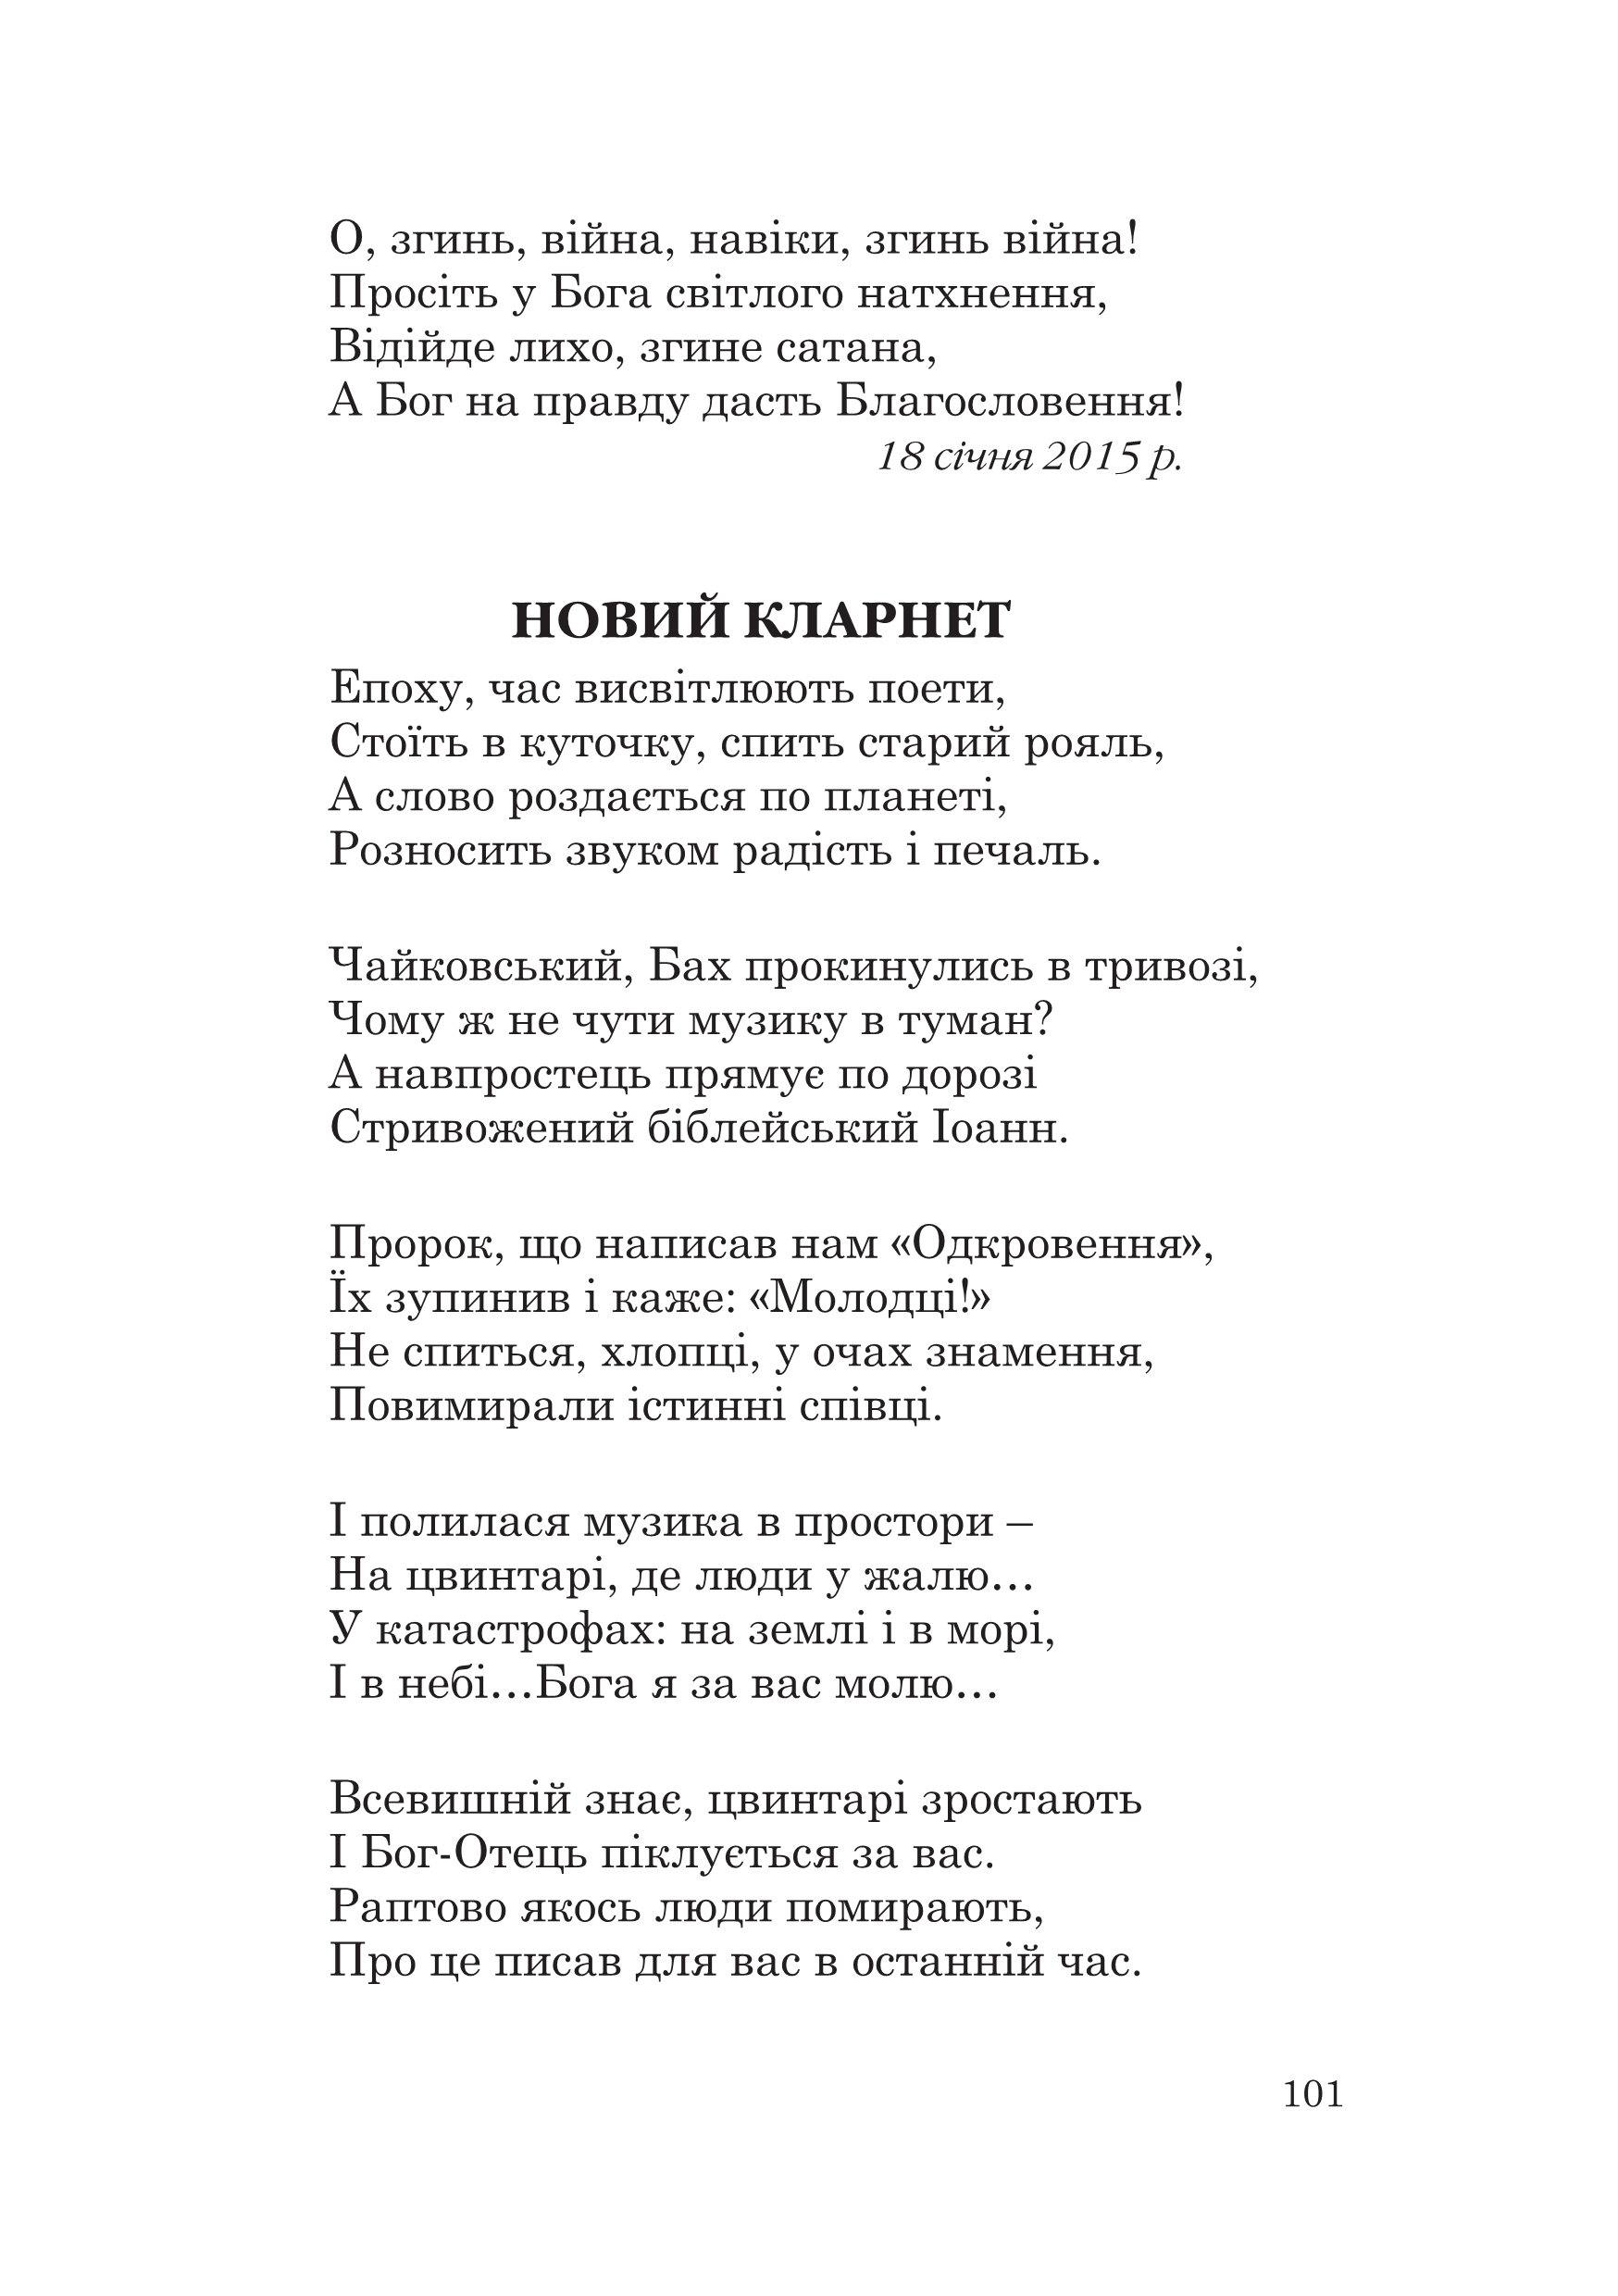 О, згинь, війна, навіки, згинь війна!
Просіть у Бога світлого натхнення,
Відійде лихо, згине сатана,
А Бог на правду дасть Благословення!
18 січня 2015 р.
НОВИЙ КЛАРНЕТ
Епоху, час висвітлюють поети,
Стоїть в куточку, спить старий рояль,
А слово роздається по планеті,
Розносить звуком радість і печаль.
Чайковський, Бах прокинулись в тривозі,
Чому ж не чути музику в туман?
А навпростець прямує по дорозі
Стривожений біблейський Іоанн.
Пророк, що написав нам «Одкровення»,
Їх зупинив і каже: «Молодці!»
Не спиться, хлопці, у очах знамення,
Повимирали істинні співці.
І полилася музика в простори –
На цвинтарі, де люди у жалю…
У катастрофах: на землі і в морі,
І в небі…Бога я за вас молю…
Всевишній знає, цвинтарі зростають
І Бог-Отець піклується за вас.
Раптово якось люди помирають,
Про це писав для вас в останній час.
101